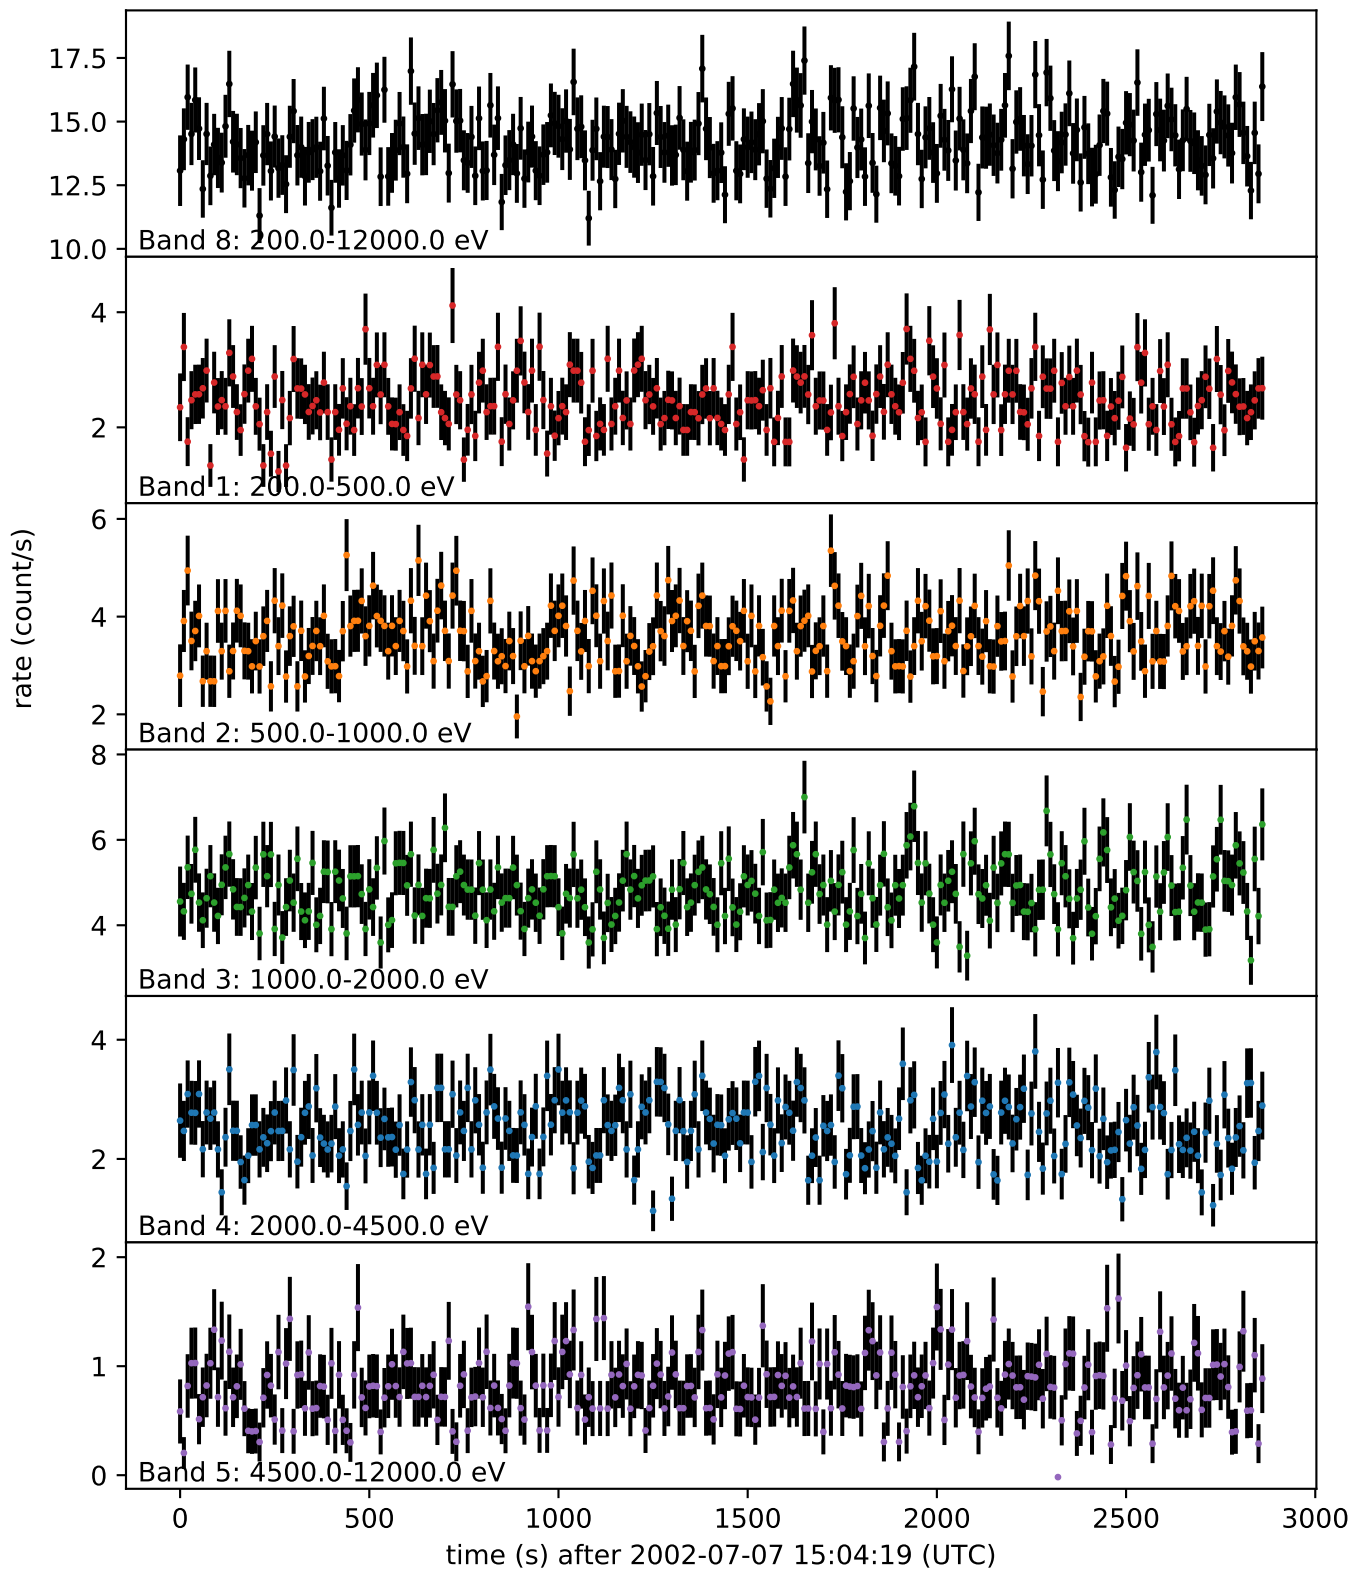 17.5
15.0
12.5
10.0
Band 8: 200.0-12000.0 eV
4
2
Band 1: 200.0-500.0 eV
6
4
2
Band 2: 500.0-1000.0 eV
rate (count/s)
8
6
4
Band 3: 1000.0-2000.0 eV
4
2
Band 4: 2000.0-4500.0 eV
2
1
0
Band 5: 4500.0-12000.0 eV
0 500 1000 1500 2000 2500 3000
time (s) after 2002-07-07 15:04:19 (UTC)